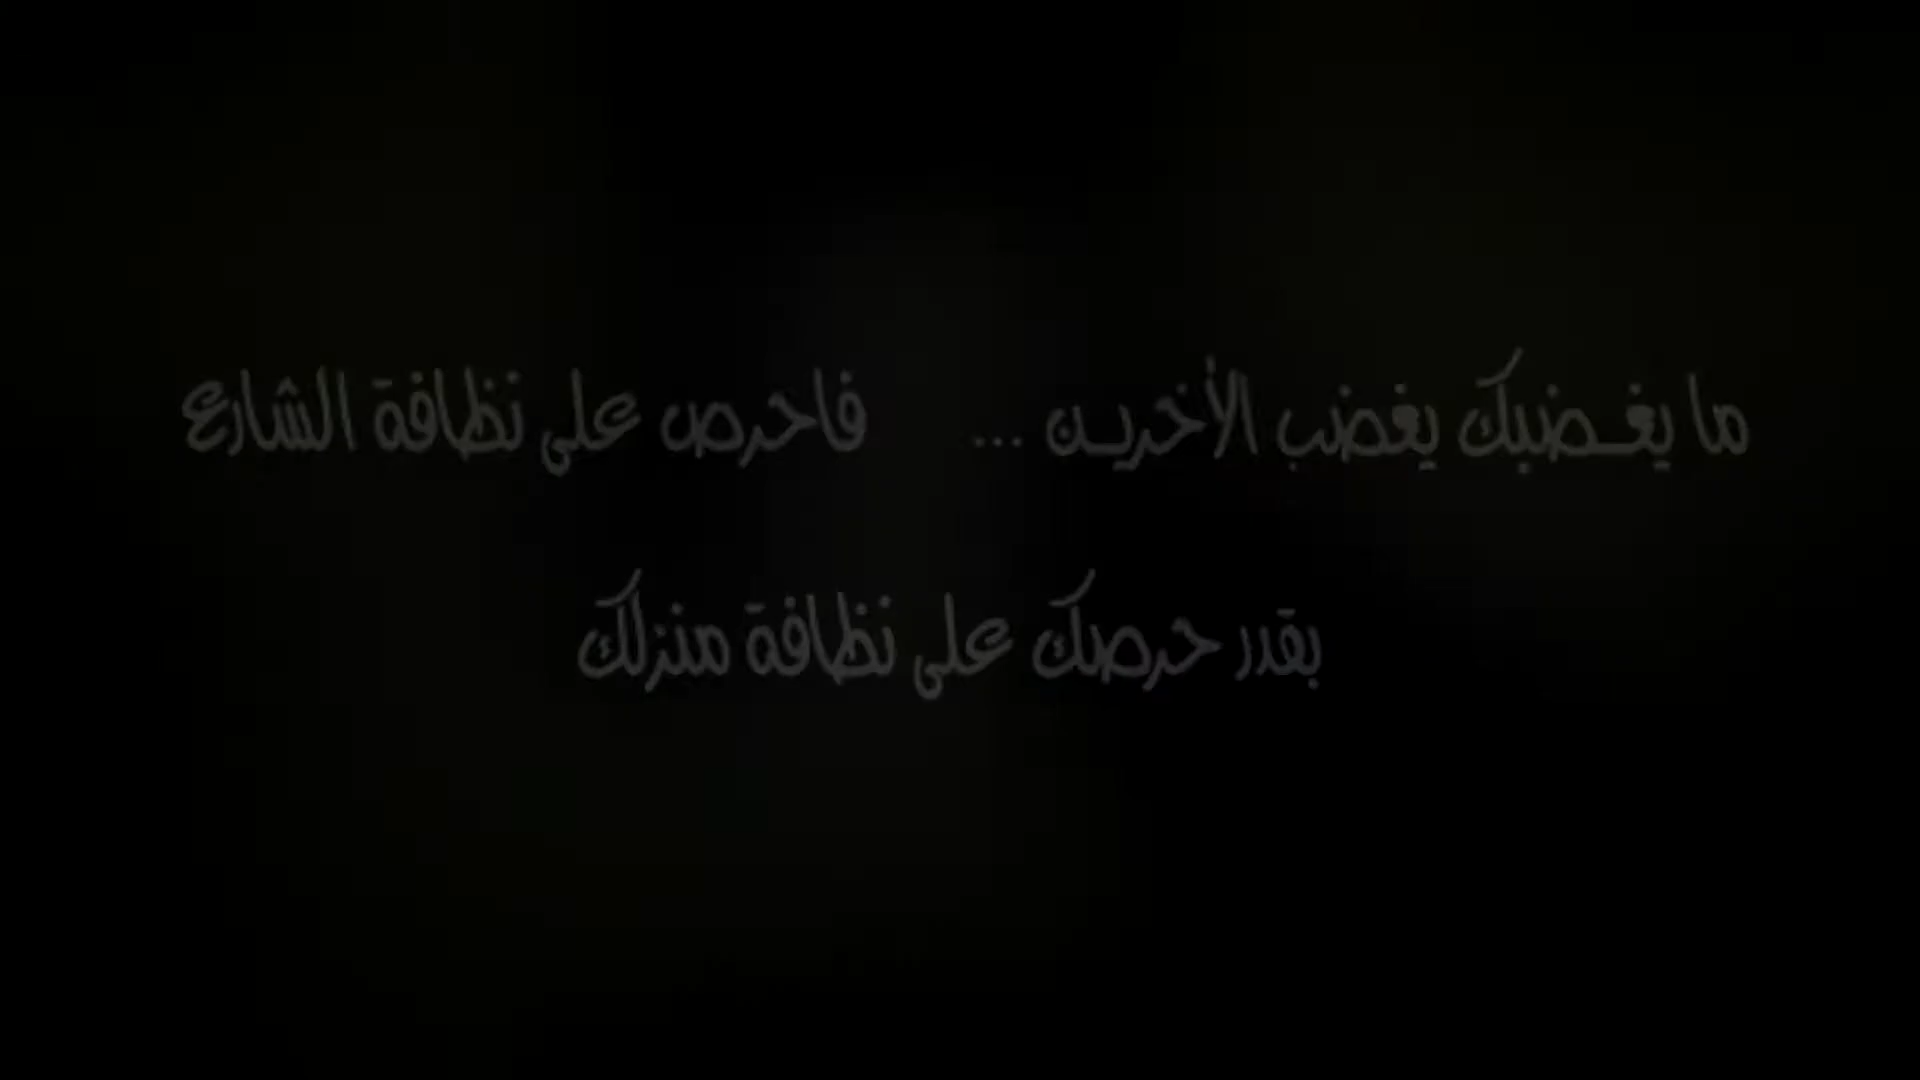 ما يغضبك يغضب الأخرين ... فاحرص على نظافة الشارع
بقدر حرصك على نظافة منزلك